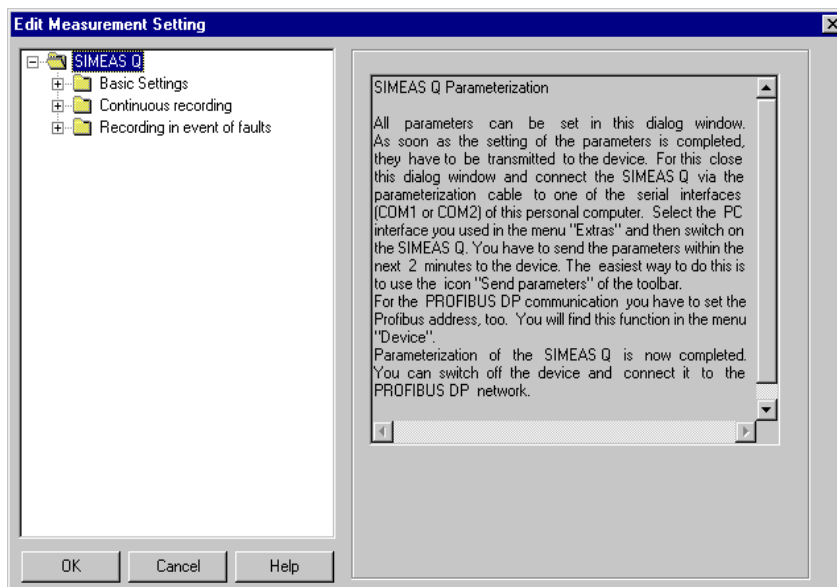 Edit Measurement Setting
SIMEAS Q
Basic Settings
Continuous recording
Recording in event of faults
SIMEAS Q Parameterization
All parameters can be set in this dialog window.
As soon as the setting of the parameters is completed,
they have to be transmitted to the device. For this close
this dialog window and connect the SIMEAS Q via the
parameterization cable to one of the serial interfaces
(COM1 or COM2) of this personal computer. Select the PC
interface you used in the menu "Extras" and then switch on
the SIMEAS Q. You have to send the parameters within the
next 2 minutes to the device. The easiest way to do this is
to use the icon "Send parameters" of the toolbar.
For the PROFIBUS DP communication you have to set the
Profibus address, too. You will find this function in the menu
"Device".
Parameterization of the SIMEAS Q is now completed.
You can switch off the device and connect it to the
PROFIBUS DP network.
OK
Cancel
Help